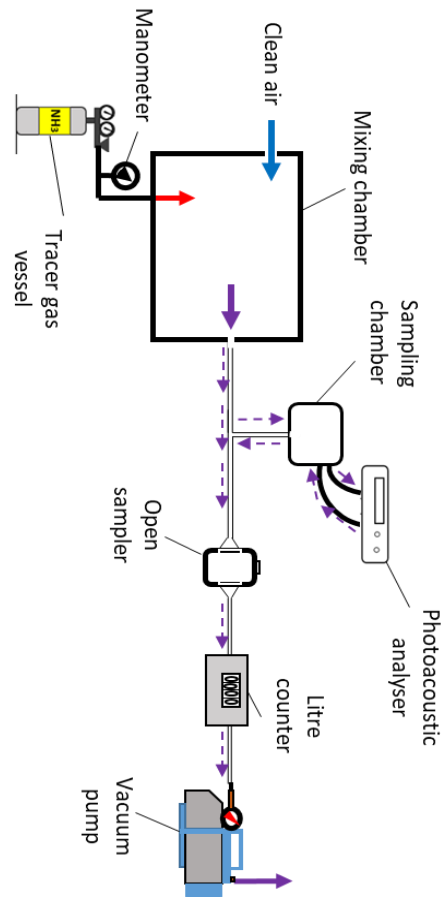 Clean air
Mixing chamber
Manometer
NH₃
Tracer gas
vessel
Sampling
chamber
Photoacoustic
analyser
Open
sampler
Litre
counter
0000
Vacuum
pump